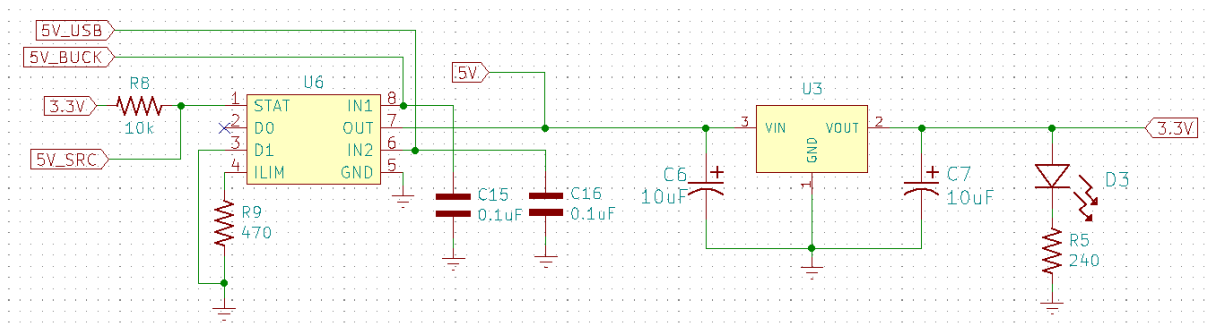 5V_USB
5V_BUCK
R8
3.3V
10k
5V_SRC
U6
1 STAT IN1 8
2 D0 OUT 7
3 D1 IN2 6
4 ILIM GND 5
R9
470
C15
0.1uF
C16
0.1uF
5V
C6
10uF
U3
3 VIN VOUT 2
GND
1
C7
10uF
3.3V
D3
R5
240